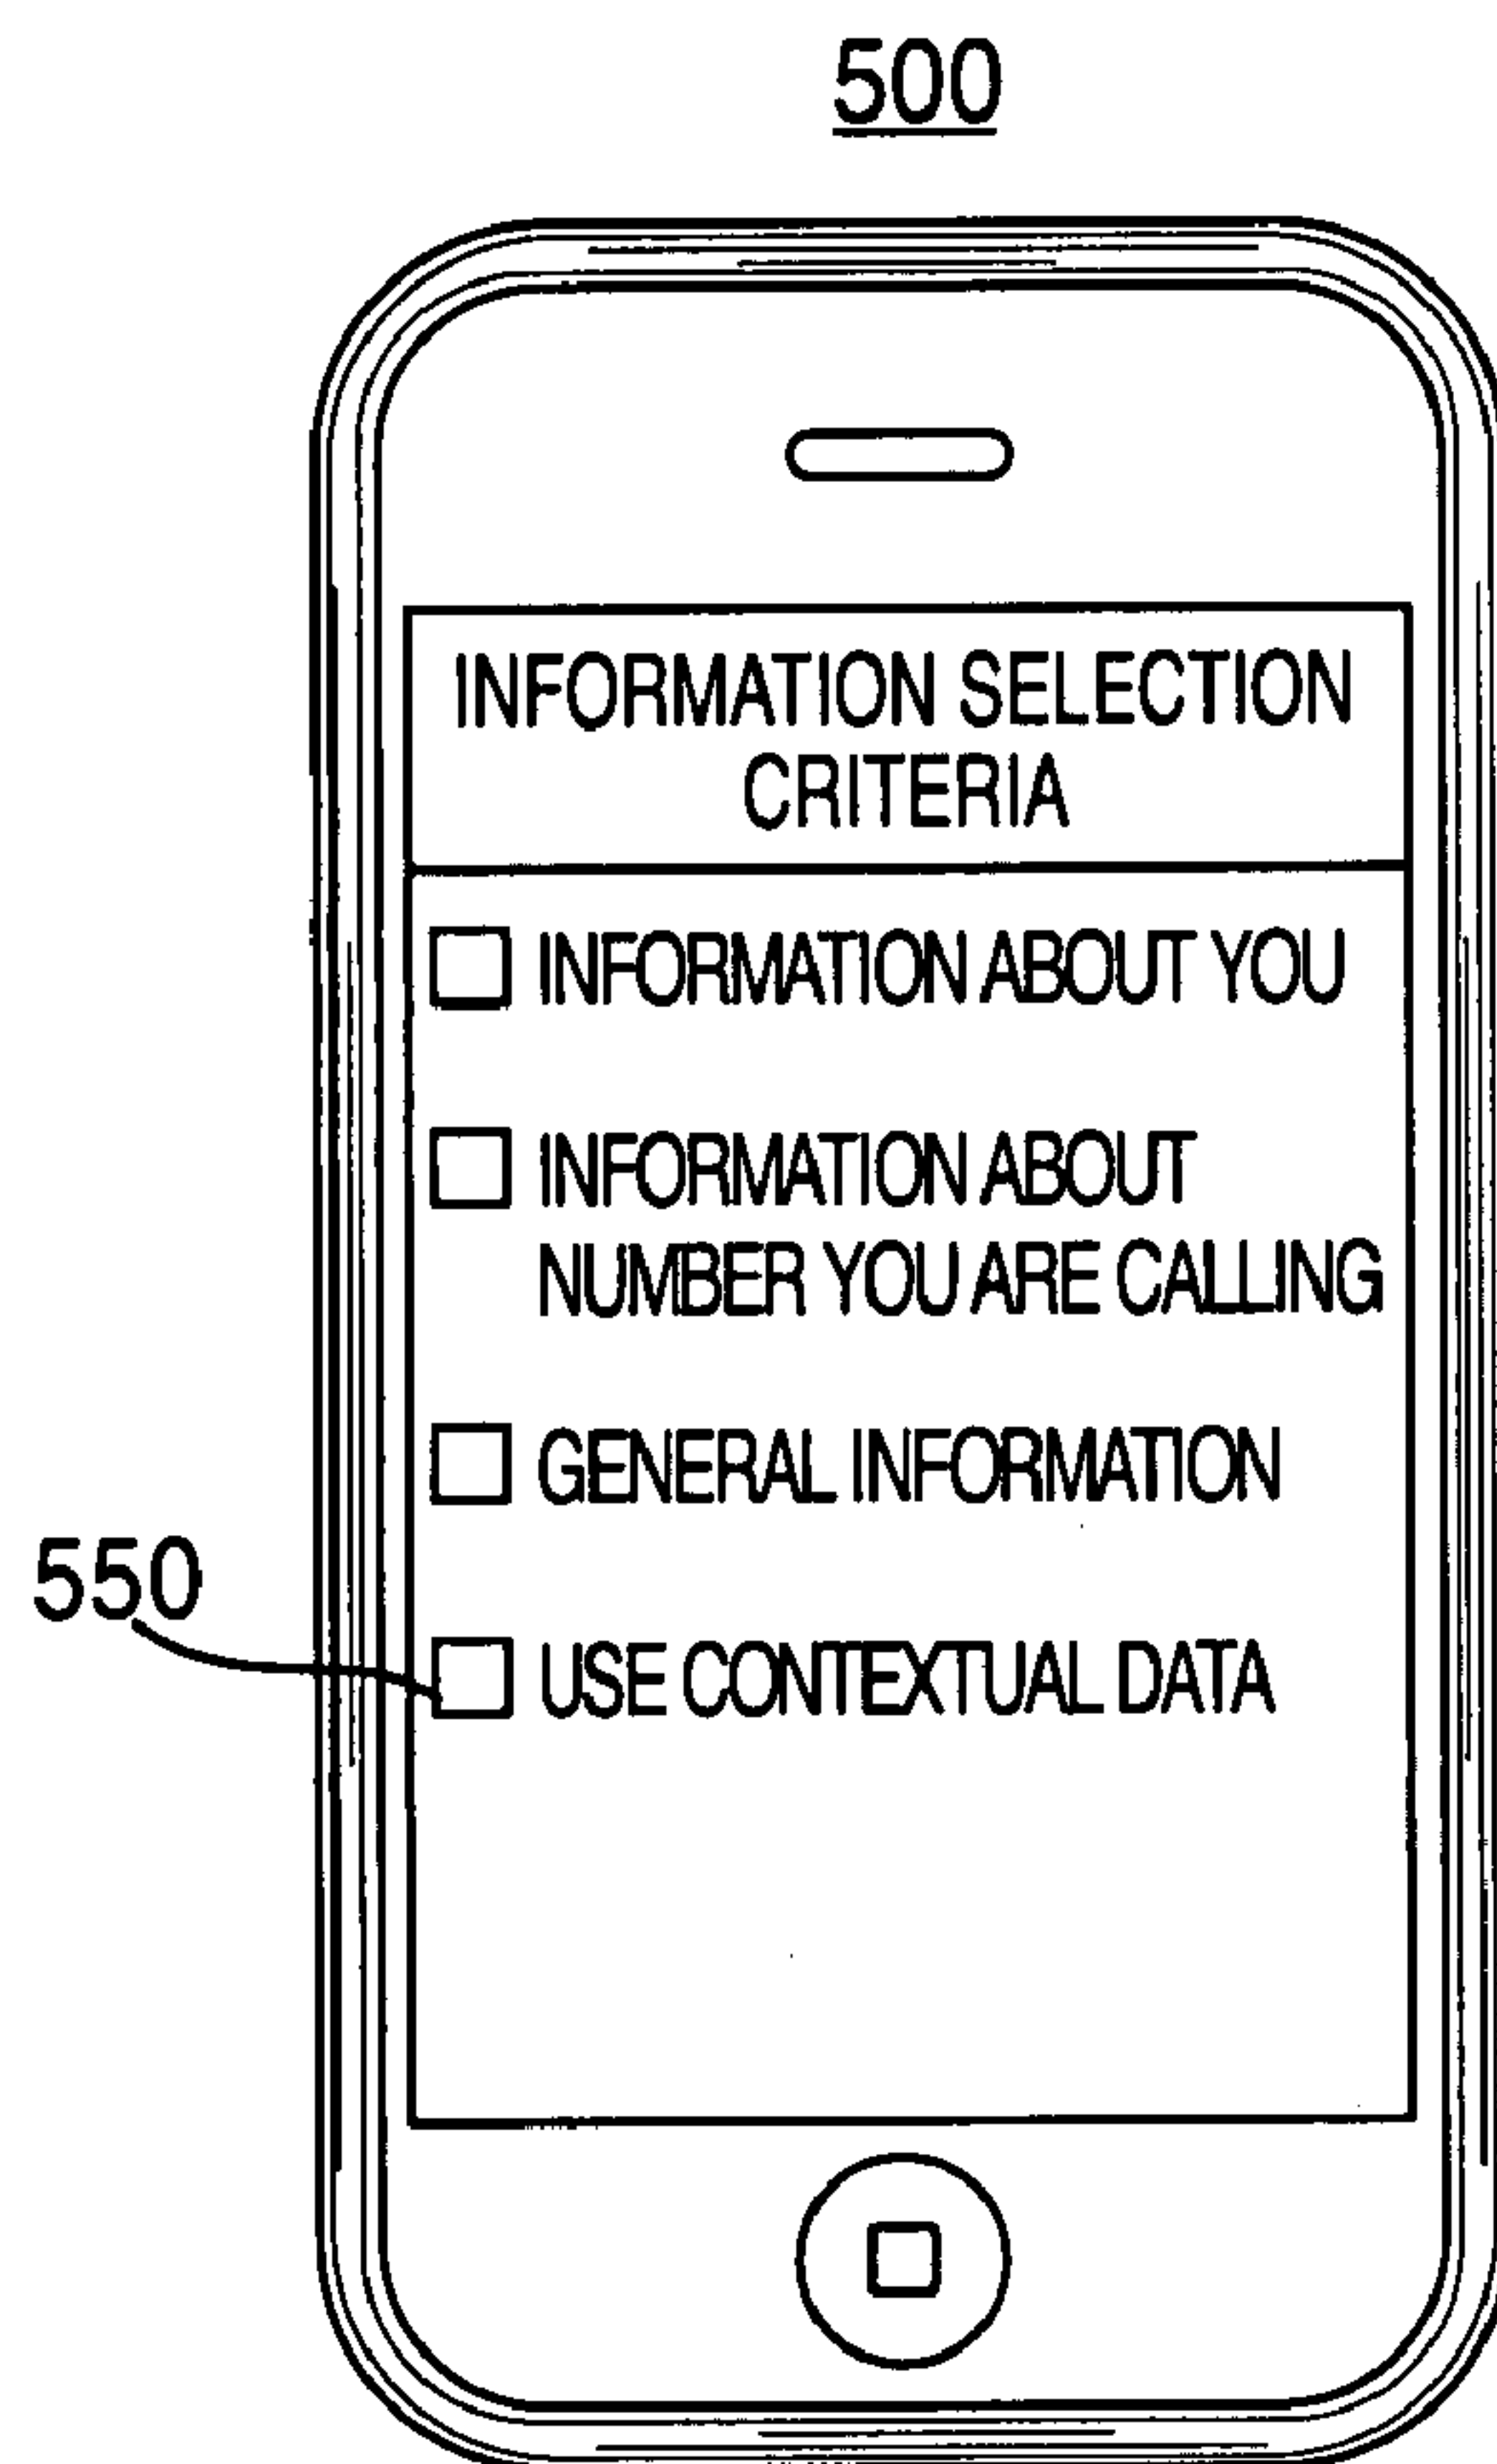 500
INFORMATION SELECTION
CRITERIA
INFORMATION ABOUT YOU
INFORMATION ABOUT
NUMBER YOU ARE CALLING
GENERAL INFORMATION
550
USE CONTEXTUAL DATA